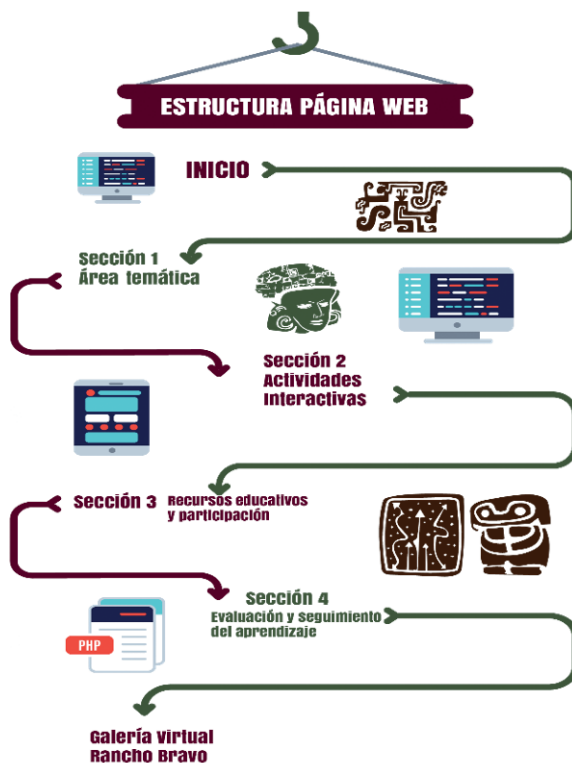 ESTRUCTURA PÁGINA WEB
INICIO
Sección 1
Área temática
Sección 2
Actividades
Interactivas
Sección 3 Recursos educativos
y participación
Sección 4
Evaluación y seguimiento
del aprendizaje
PHP
Galería Virtual
Rancho Bravo